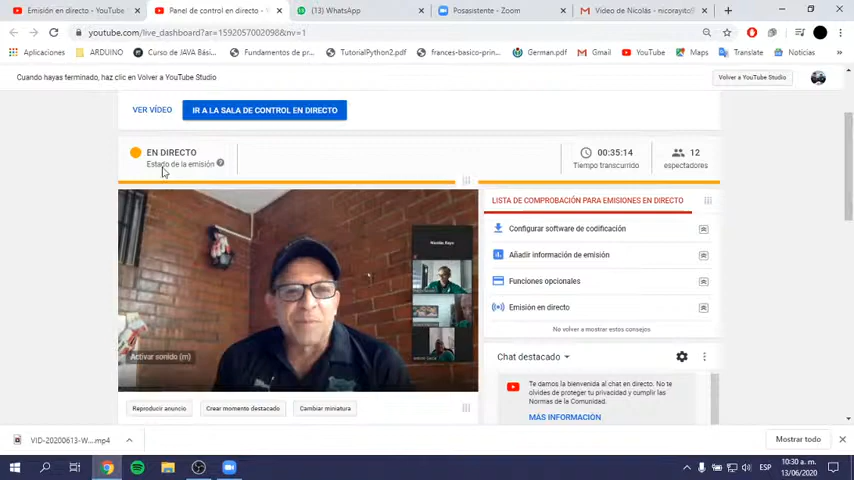 Emisión en directo - YouTube
Panel de control en directo -
(13) WhatsApp
Posasistente - Zoom
Video de Nicolás - nicorayito9
youtube.com/live_dashboard?ar=1592057002098&nv=1
Aplicaciones
ARDUINO
Curso de JAVA Bási...
Fundamentos de pr...
TutorialPython2.pdf
frances-basico-prin...
German.pdf
Gmail
YouTube
Maps
Translate
Noticias
Cuando hayas terminado, haz clic en Volver a YouTube Studio
Volver a YouTube Studio
VER VÍDEO
IR A LA SALA DE CONTROL EN DIRECTO
EN DIRECTO
Estado de la emisión
00:35:14
Tiempo transcurrido
12
espectadores
Activar sonido (m)
LISTA DE COMPROBACIÓN PARA EMISIONES EN DIRECTO
Configurar software de codificación
Añadir información de emisión
Funciones opcionales
Emisión en directo
No volver a mostrar estos consejos
Chat destacado
Te damos la bienvenida al chat en directo. No te
olvides de proteger tu privacidad y cumplir las
Normas de la Comunidad.
MÁS INFORMACIÓN
Reproducir anuncio
Crear momento destacado
Cambiar miniatura
VID-20200613-W....mp4
Mostrar todo
ESP
10:30 a. m.
13/06/2020